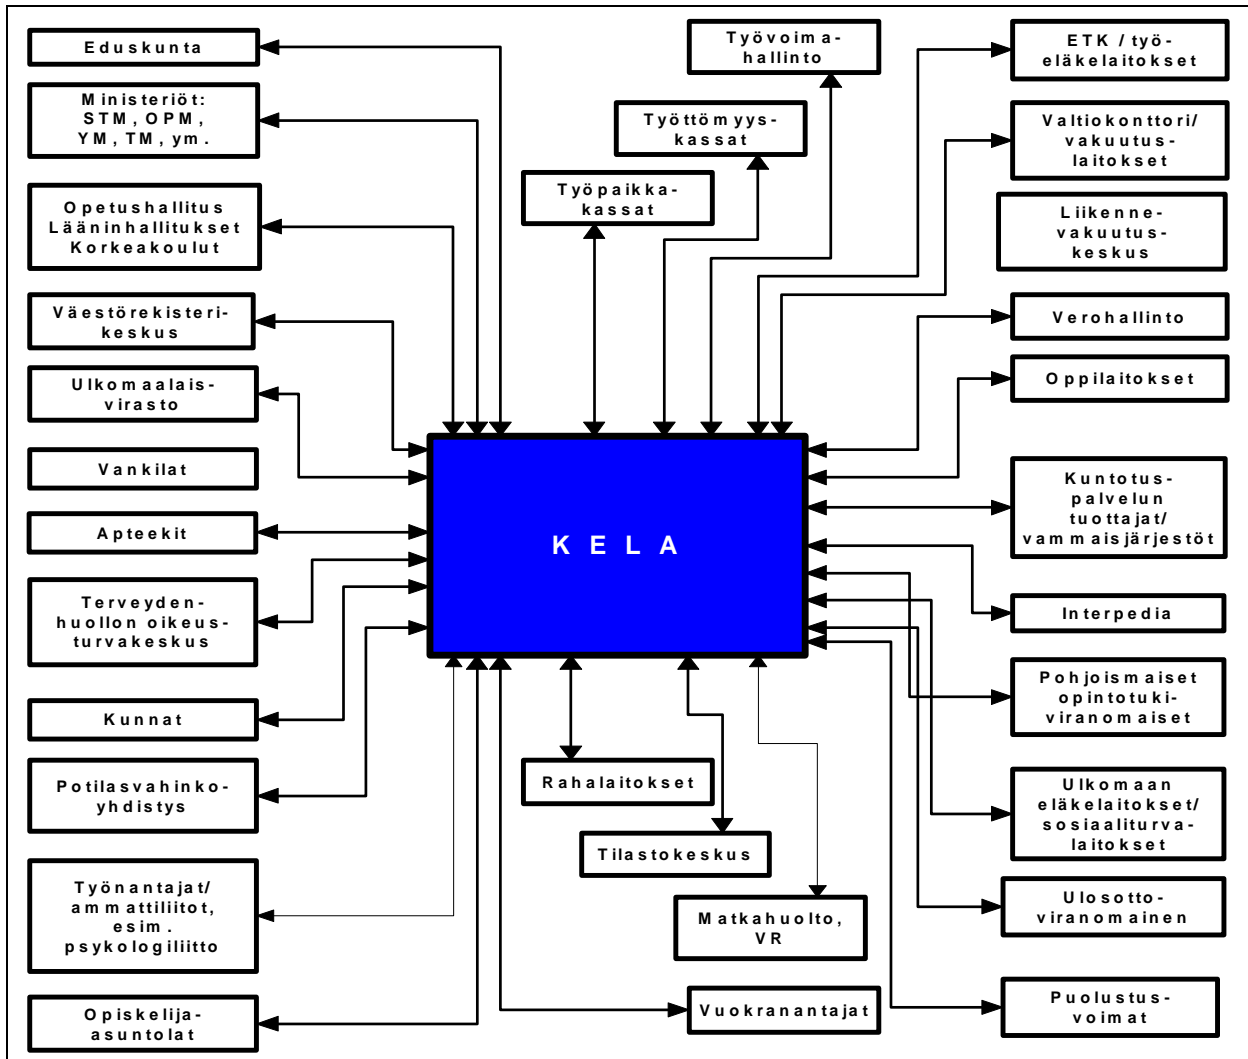 Eduskunta
Ministeriöt:
STM, OPM,
YM, TM, ym.
Opetushallitus
Lääninhallitukset
Korkeakoulut
Väestörekisteri-
keskus
Ulkomaalais-
virasto
Vankilat
Apteekit
Terveyden-
huollon oikeus-
turvakeskus
Kunnat
Potilasvahinko-
yhdistys
Työnantajat/
ammattiliitot,
esim.
psykologiliitto
Opiskelija-
asuntolat
Työvoima-
hallinto
Työttömyys-
kassat
Työpaikka-
kassat
KELA
Rahalaitokset
Tilastokeskus
Matkahuolto,
VR
Vuokranantajat
ETK / työ-
eläkelaitokset
Valtiokonttori/
vakuutus-
laitokset
Liikenne-
vakuutus-
keskus
Verohallinto
Oppilaitokset
Kuntotus-
palvelun
tuottajat/
vammaisjärjestöt
Interpedia
Pohjoismaiset
opintotuki-
viranomaiset
Ulkomaan
eläkelaitokset/
sosiaaliturva-
laitokset
Ulosotto-
viranomainen
Puolustus-
voimat